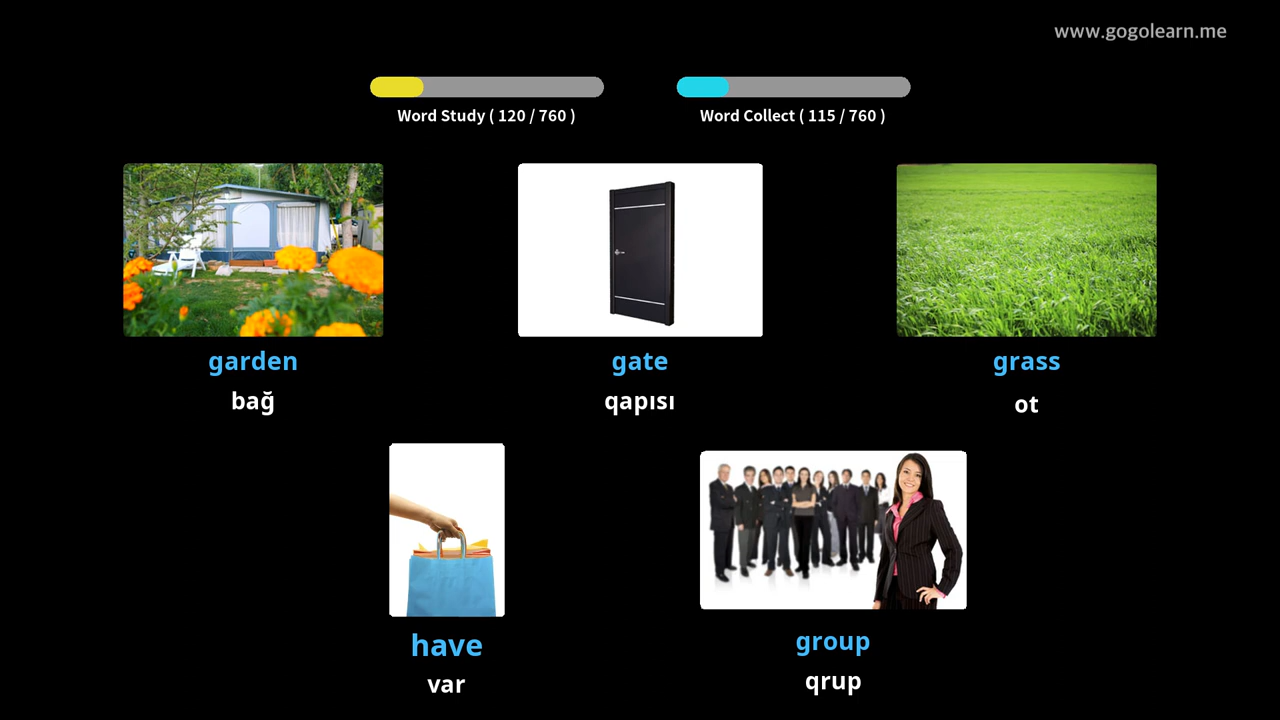 www.gogolearn.me
Word Study ( 120 / 760 )
Word Collect ( 115 / 760 )
garden
bağ
gate
qapısı
grass
ot
have
var
group
qrup